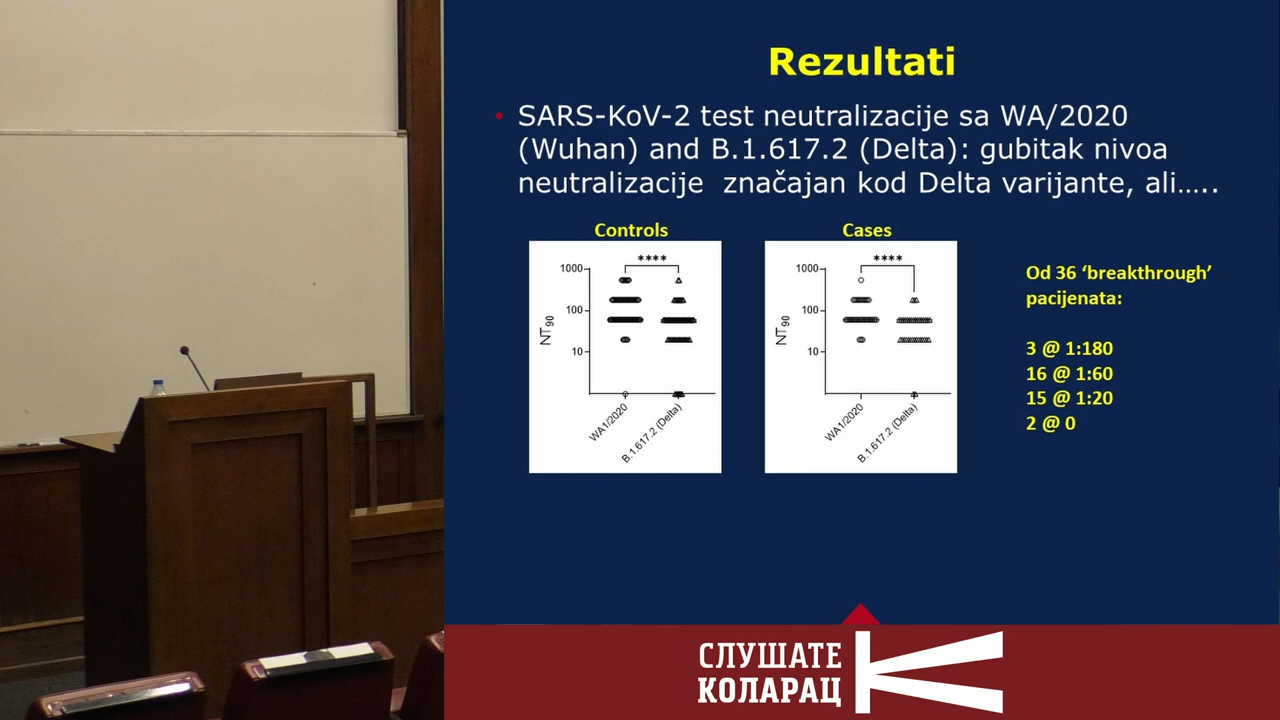 Rezultati
• SARS-KoV-2 test neutralizacije sa WA/2020
(Wuhan) and B.1.617.2 (Delta): gubitak nivoa
neutralizacije značajan kod Delta varijante, ali…..
Controls
****
1000
100
10
NT90
WA1/2020
B.1.617.2 (Delta)
Cases
****
1000
100
10
NT90
WA1/2020
B.1.617.2 (Delta)
Od 36 ‘breakthrough’
pacijenata:
3 @ 1:180
16 @ 1:60
15 @ 1:20
2 @ 0
СЛУШАТЕ
КОЛАРАЦ